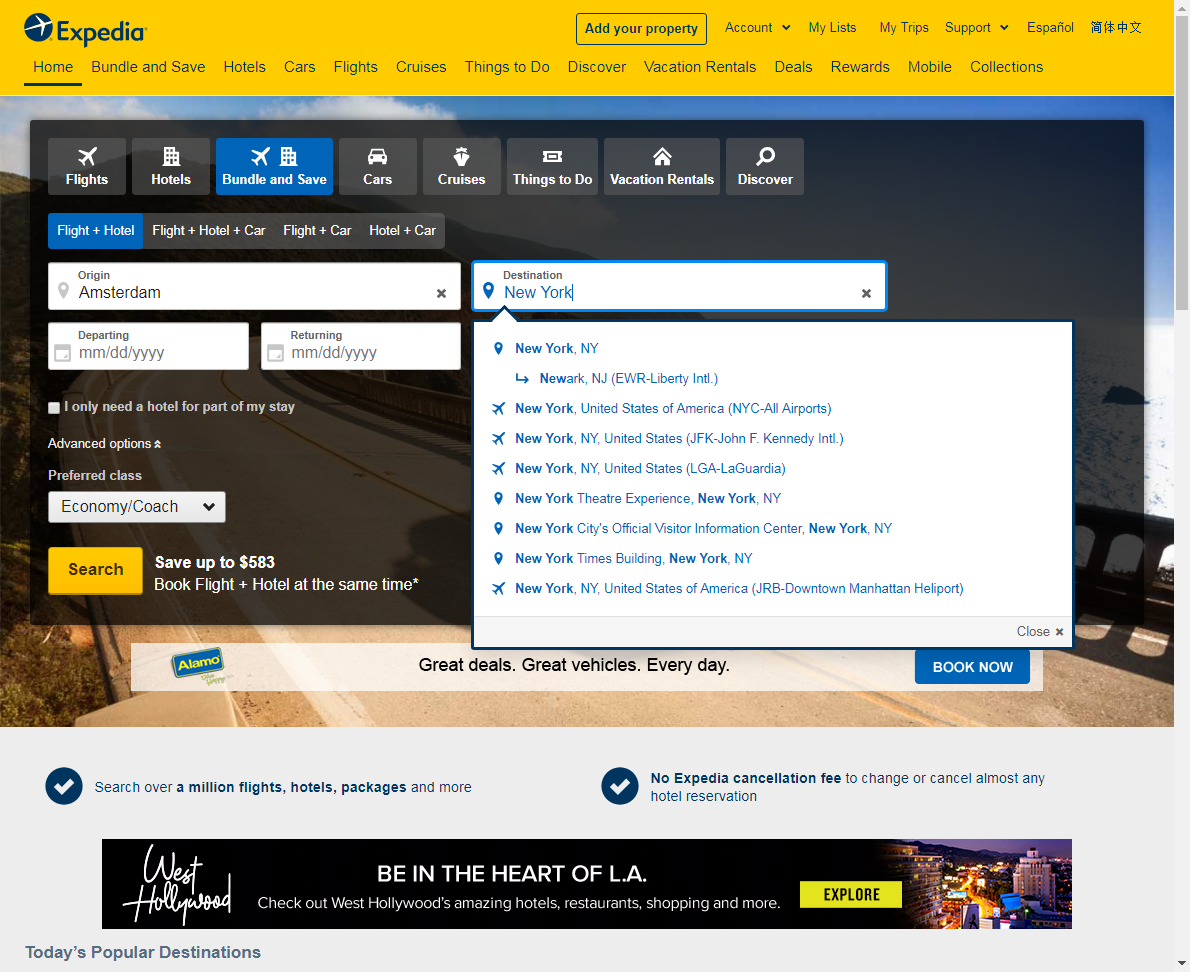 Expedia
Add your property
Account
My Lists
My Trips
Support
Español
简体中文
Home
Bundle and Save
Hotels
Cars
Flights
Cruises
Things to Do
Discover
Vacation Rentals
Deals
Rewards
Mobile
Collections
Flights
Hotels
Bundle and Save
Cars
Cruises
Things to Do
Vacation Rentals
Discover
Flight + Hotel
Flight + Hotel + Car
Flight + Car
Hotel + Car
Origin
Amsterdam
Destination
New York
Departing
mm/dd/yyyy
Returning
mm/dd/yyyy
New York, NY
Newark, NJ (EWR-Liberty Intl.)
New York, United States of America (NYC-All Airports)
New York, NY, United States (JFK-John F. Kennedy Intl.)
New York, NY, United States (LGA-LaGuardia)
New York Theatre Experience, New York, NY
New York City's Official Visitor Information Center, New York, NY
New York Times Building, New York, NY
New York, NY, United States of America (JRB-Downtown Manhattan Heliport)
Close
I only need a hotel for part of my stay
Advanced options
Preferred class
Economy/Coach
Search
Save up to $583
Book Flight + Hotel at the same time*
Alamo
Great deals. Great vehicles. Every day.
BOOK NOW
Search over a million flights, hotels, packages and more
No Expedia cancellation fee to change or cancel almost any
hotel reservation
West
Hollywood
BE IN THE HEART OF L.A.
Check out West Hollywood's amazing hotels, restaurants, shopping and more.
EXPLORE
Today's Popular Destinations